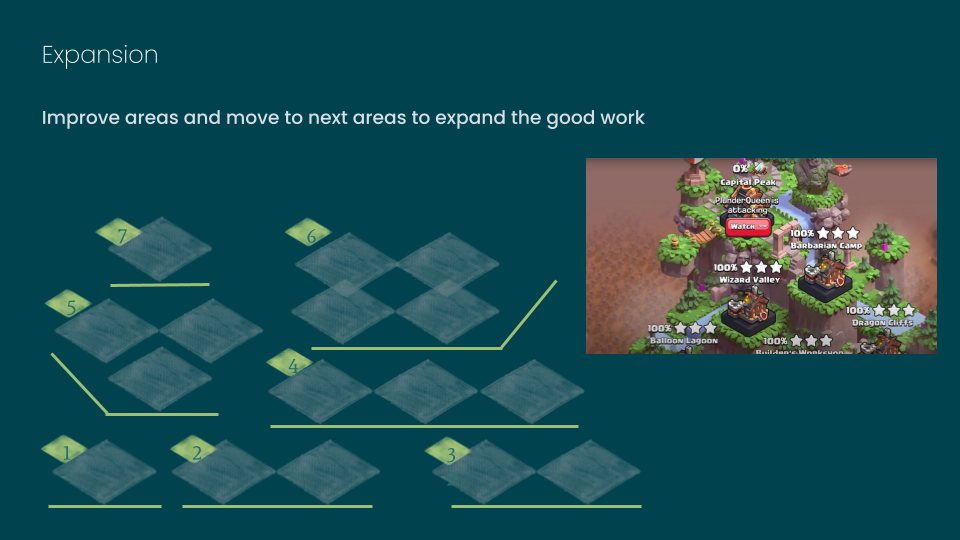 Expansion
Improve areas and move to next areas to expand the good work
0%
Capital Peak
PlunderQueen is
attacking
Watch
100%
Barbarian Camp
100%
Wizard Valley
100%
Dragon Cliffs
100%
Balloon Lagoon
100%
Builder's Workshop
7
6
5
4
1
2
3